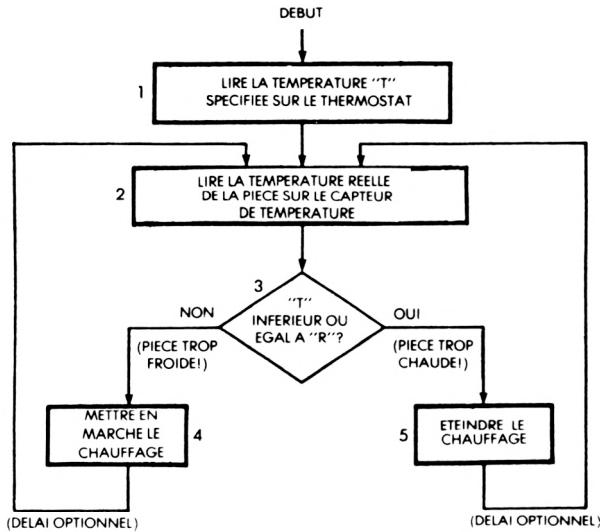 DEBUT
1
LIRE LA TEMPERATURE "T"
SPECIFIEE SUR LE THERMOSTAT
2
LIRE LA TEMPERATURE REELLE
DE LA PIECE SUR LE CAPTEUR
DE TEMPERATURE
3
"T"
INFERIEUR OU
EGAL A "R"?
NON
(PIECE TROP
FROIDE!)
OUI
(PIECE TROP
CHAUDE!)
METTRE EN
MARCHE LE
CHAUFFAGE
4
5
ETEINDRE LE
CHAUFFAGE
(DELAI OPTIONNEL)
(DELAI OPTIONNEL)